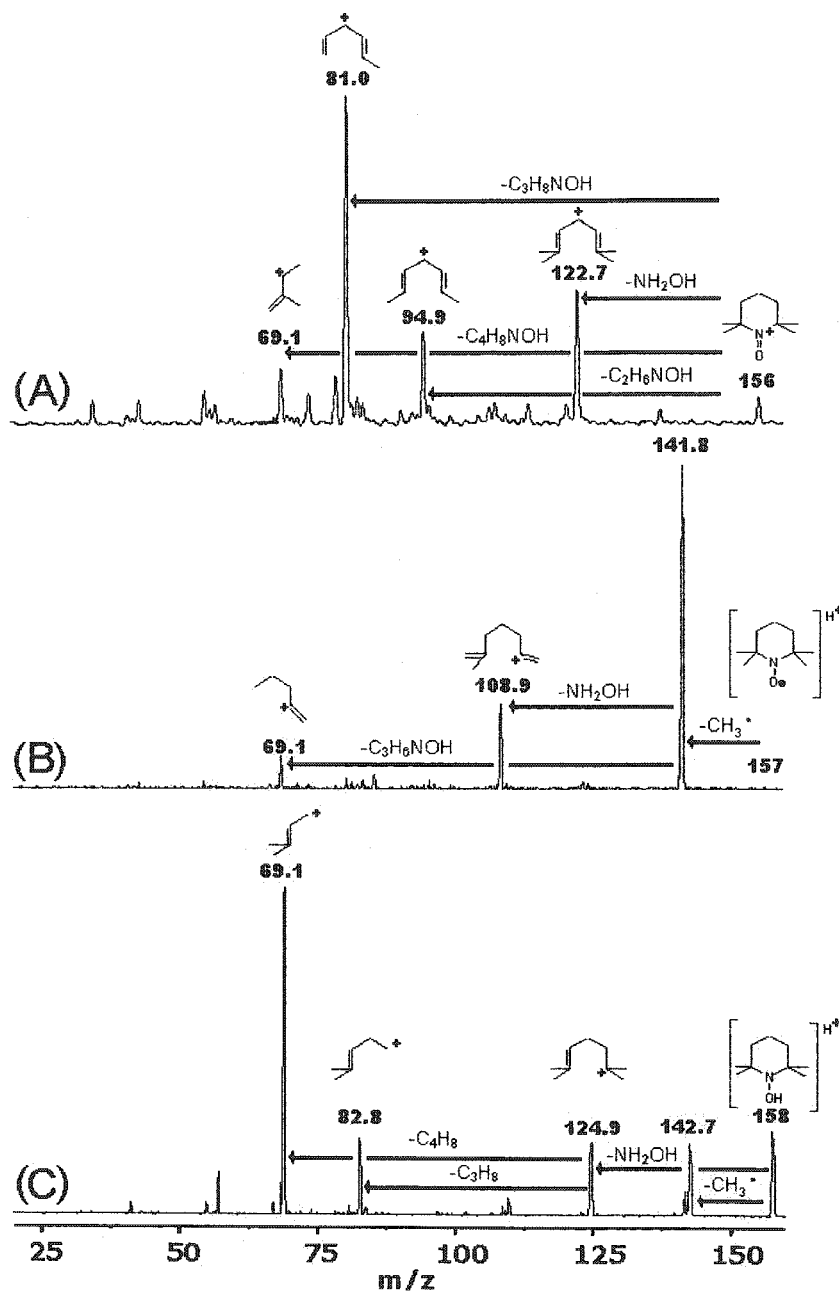 +
81.0
-C3H8NOH
+
122.7
+
+
-NH2OH
94.9
N+
O
69.1
-C4H8NOH
-C2H6NOH
156
(A)
141.8
H+
N
O
+
108.9
-NH2OH
+
-CH3•
69.1
-C3H6NOH
157
(B)
+
69.1
H+
+
+
N
OH
82.8
124.9
142.7
158
-C4H8
-NH2OH
-C3H8
-CH3•
(C)
25 50 75 100 125 150
m/z